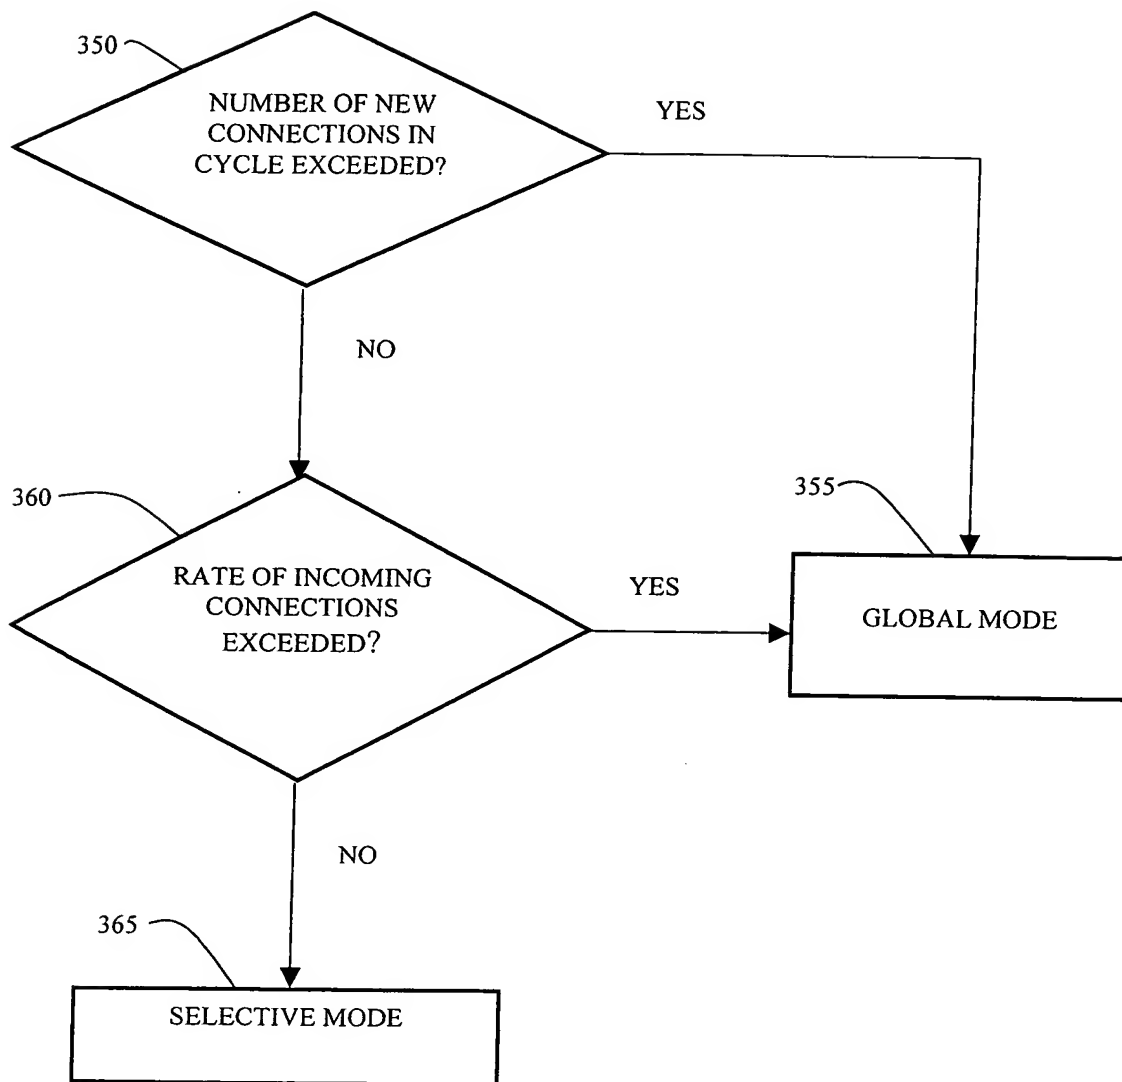 350
NUMBER OF NEW
CONNECTIONS IN
CYCLE EXCEEDED?
YES
NO
360
RATE OF INCOMING
CONNECTIONS
EXCEEDED?
YES
355
GLOBAL MODE
NO
365
SELECTIVE MODE